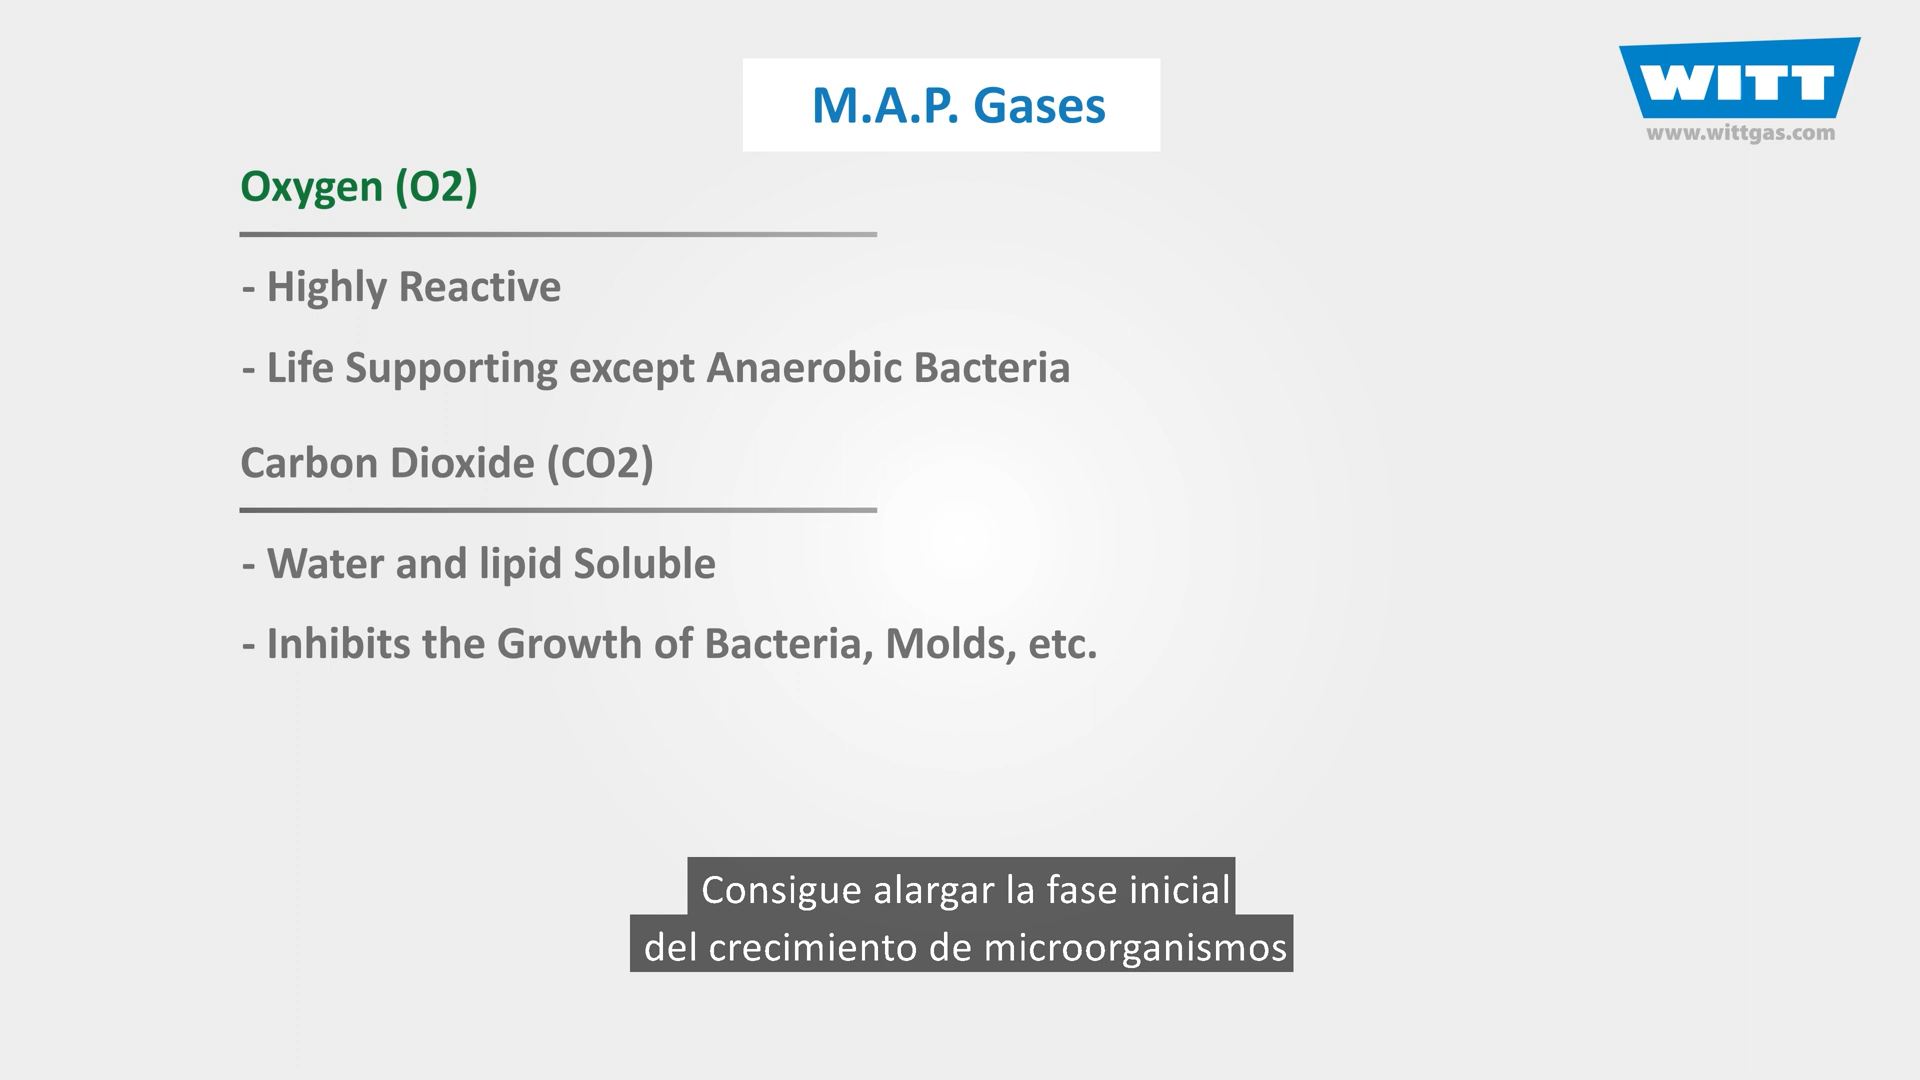 M.A.P. Gases
WITT
www.wittgas.com
Oxygen (O2)
- Highly Reactive
- Life Supporting except Anaerobic Bacteria
Carbon Dioxide (CO2)
- Water and lipid Soluble
- Inhibits the Growth of Bacteria, Molds, etc.
Consigue alargar la fase inicial
del crecimiento de microorganismos